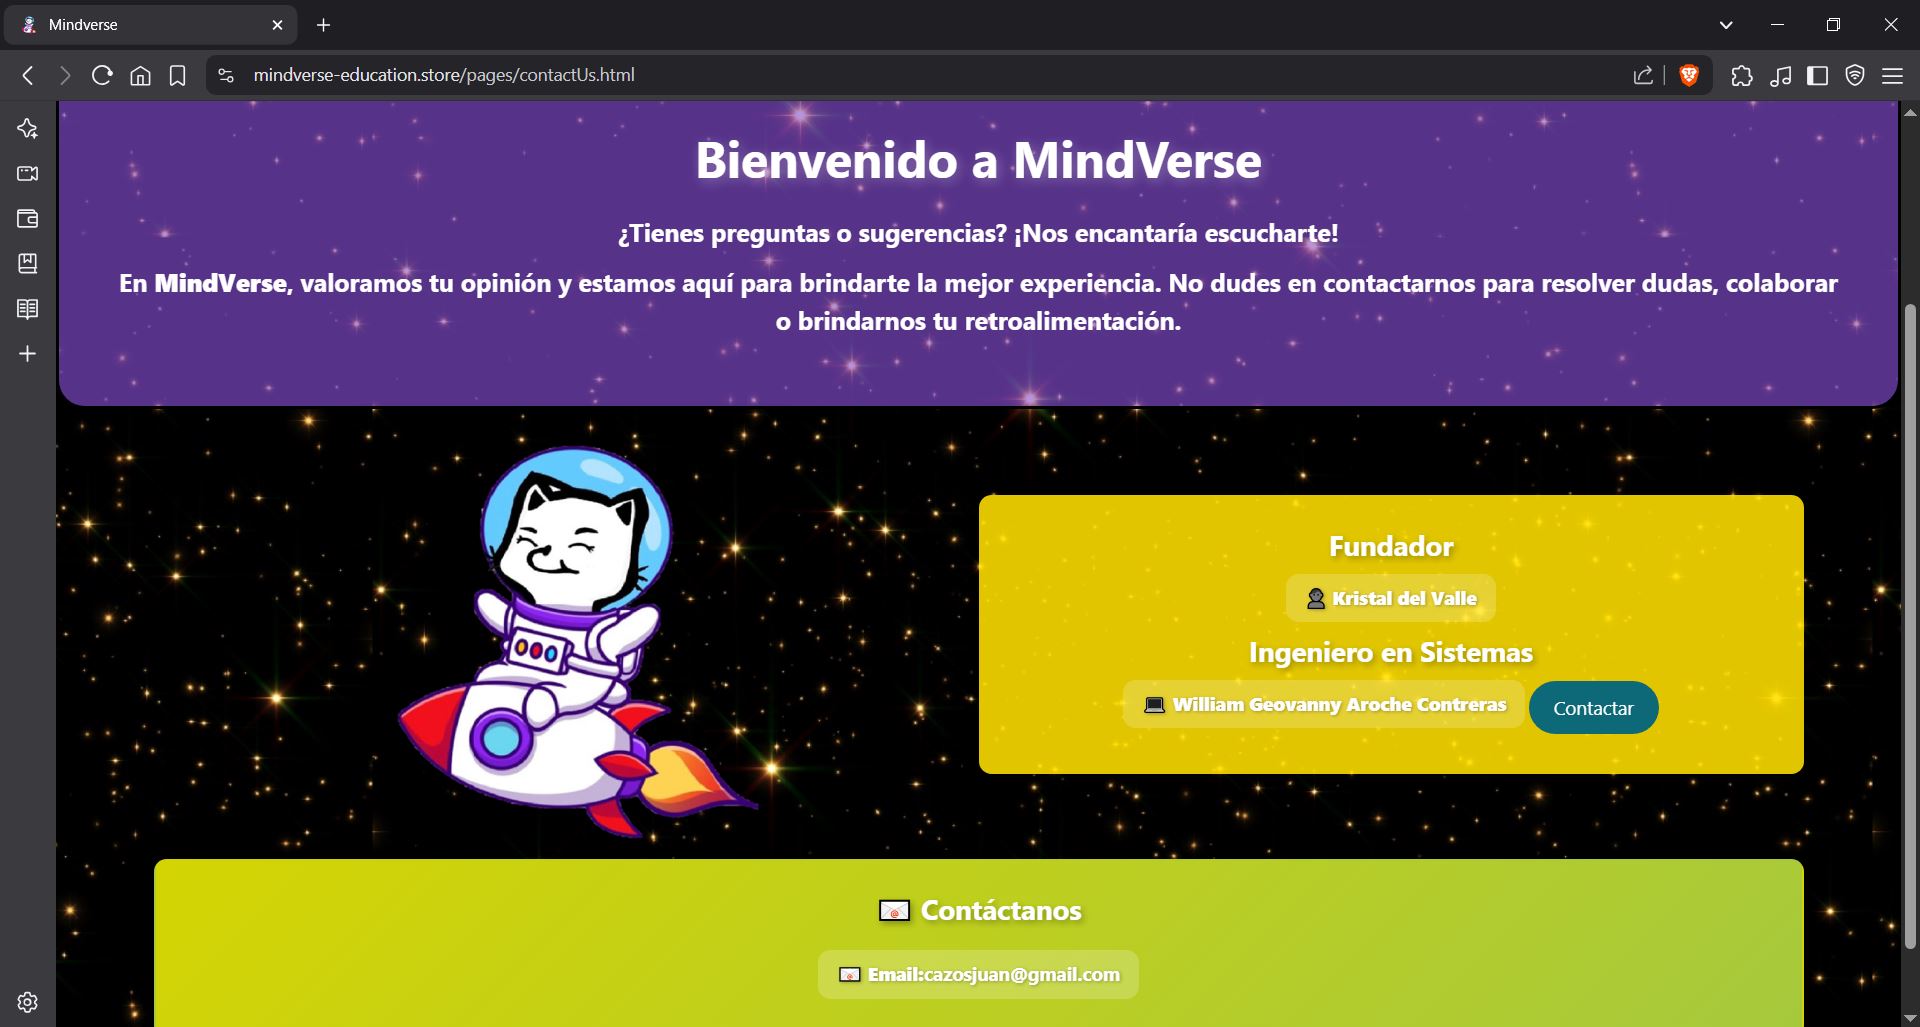 Mindverse
mindverse-education.store/pages/contactUs.html
Bienvenido a MindVerse
¿Tienes preguntas o sugerencias? ¡Nos encantaría escucharte!
En MindVerse, valoramos tu opinión y estamos aquí para brindarte la mejor experiencia. No dudes en contactarnos para resolver dudas, colaborar
o brindarnos tu retroalimentación.
Fundador
Kristal del Valle
Ingeniero en Sistemas
William Geovanny Aroche Contreras
Contactar
Contáctanos
Email:cazosjuan@gmail.com